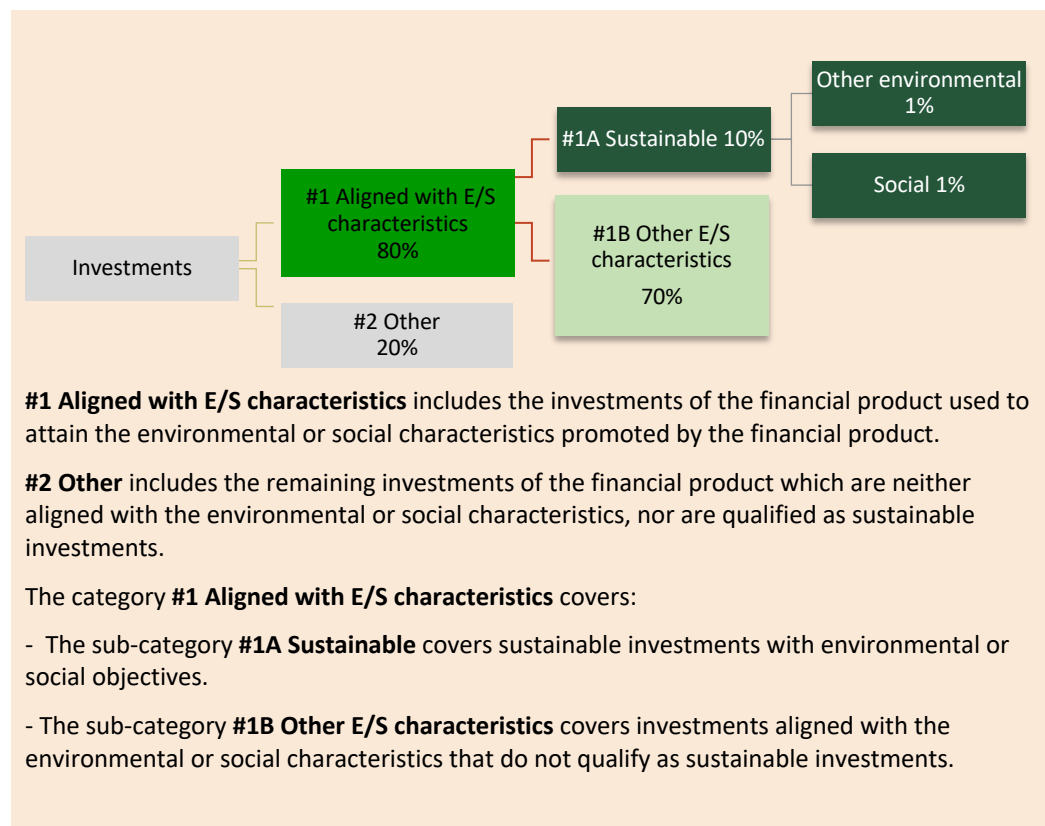 Other environmental
1%
#1A Sustainable 10%
Social 1%
#1 Aligned with E/S
characteristics
80%
#1B Other E/S
characteristics
70%
Investments
#2 Other
20%
#1 Aligned with E/S characteristics includes the investments of the financial product used to
attain the environmental or social characteristics promoted by the financial product.
#2 Other includes the remaining investments of the financial product which are neither
aligned with the environmental or social characteristics, nor are qualified as sustainable
investments.
The category #1 Aligned with E/S characteristics covers:
- The sub-category #1A Sustainable covers sustainable investments with environmental or
social objectives.
- The sub-category #1B Other E/S characteristics covers investments aligned with the
environmental or social characteristics that do not qualify as sustainable investments.